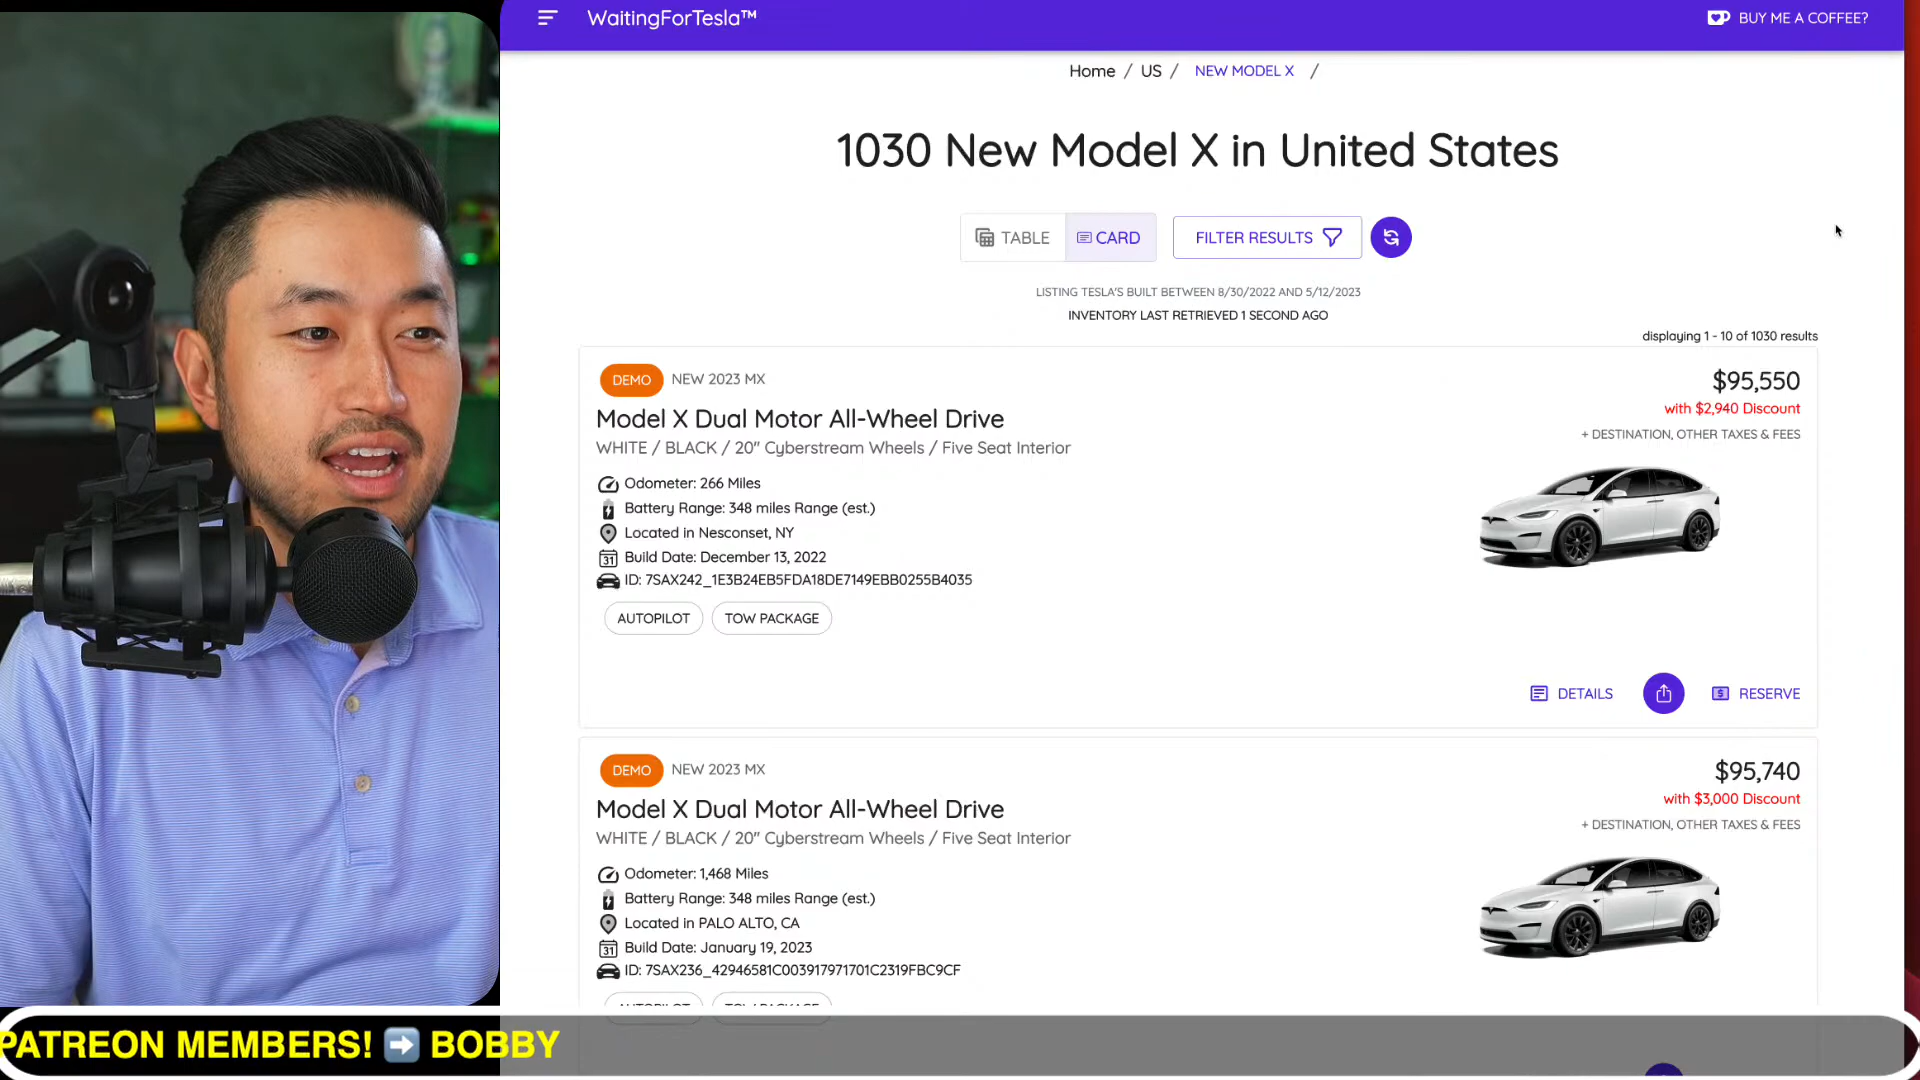 WaitingForTesla™
BUY ME A COFFEE?
Home / US / NEW MODEL X /
1030 New Model X in United States
TABLE
CARD
FILTER RESULTS
LISTING TESLA'S BUILT BETWEEN 8/30/2022 AND 5/12/2023
INVENTORY LAST RETRIEVED 1 SECOND AGO
displaying 1 - 10 of 1030 results
DEMO NEW 2023 MX
$95,550
Model X Dual Motor All-Wheel Drive
with $2,940 Discount
WHITE / BLACK / 20" Cyberstream Wheels / Five Seat Interior
+ DESTINATION, OTHER TAXES & FEES
Odometer: 266 Miles
Battery Range: 348 miles Range (est.)
Located in Nesconset, NY
31 Build Date: December 13, 2022
ID: 7SAX242_1E3B24EB5FDA18DE7149EBB0255B4035
AUTOPILOT
TOW PACKAGE
DETAILS
RESERVE
DEMO NEW 2023 MX
$95,740
Model X Dual Motor All-Wheel Drive
with $3,000 Discount
WHITE / BLACK / 20" Cyberstream Wheels / Five Seat Interior
+ DESTINATION, OTHER TAXES & FEES
Odometer: 1,468 Miles
Battery Range: 348 miles Range (est.)
Located in PALO ALTO, CA
31 Build Date: January 19, 2023
ID: 7SAX236_42946581C003917971701C2319FBC9CF
AUTOPILOT
TOW PACKAGE
PATREON MEMBERS! ➡ BOBBY